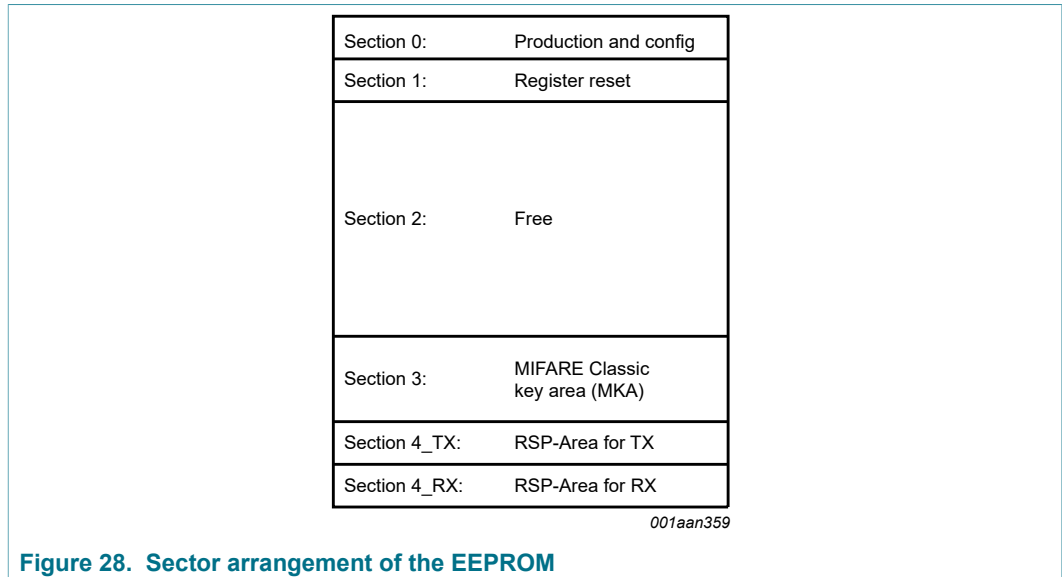 Section 0: Production and config
Section 1: Register reset
Section 2: Free
Section 3: MIFARE Classic
key area (MKA)
Section 4_TX: RSP-Area for TX
Section 4_RX: RSP-Area for RX
001aan359
Figure 28. Sector arrangement of the EEPROM